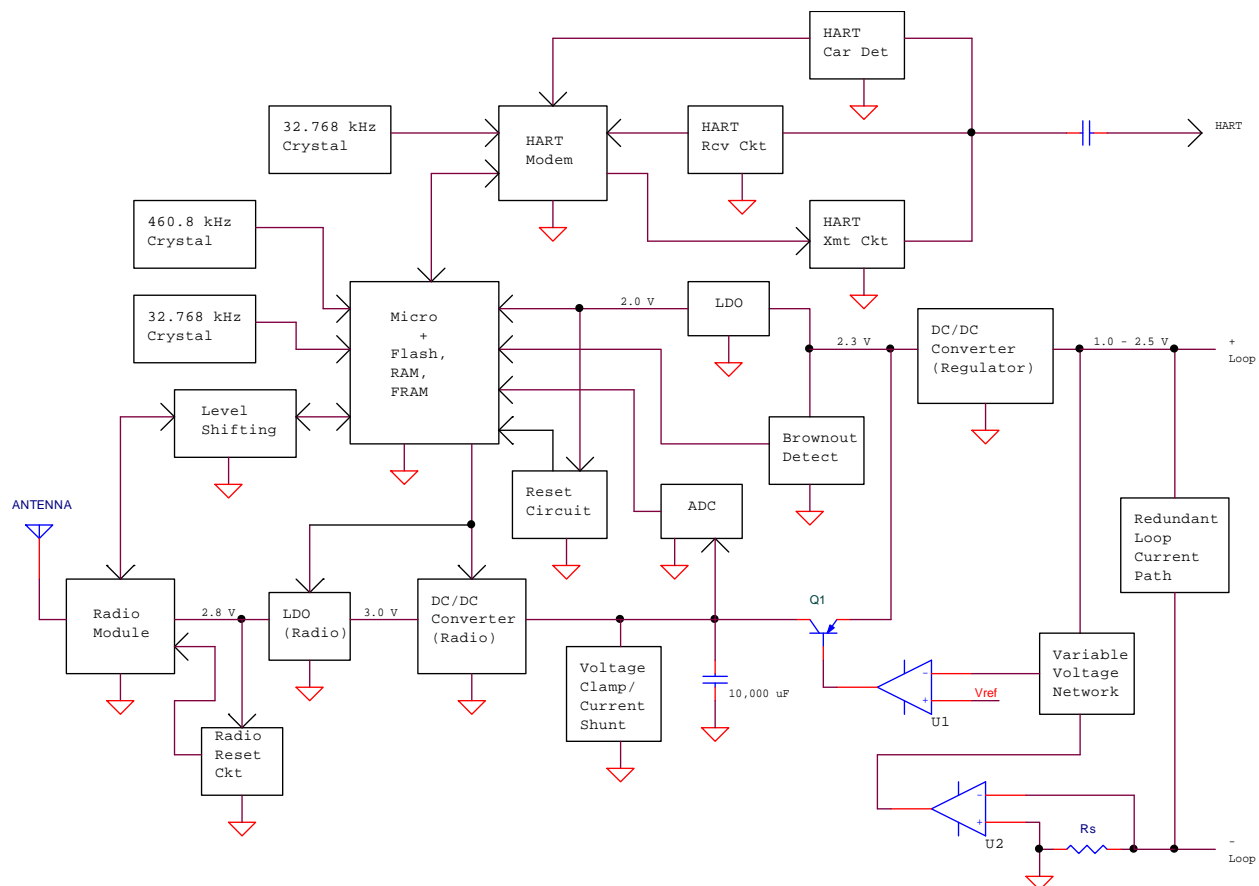 HART
Car Det
32.768 kHz
Crystal
HART
Modem
HART
Rcv Ckt
HART
460.8 kHz
Crystal
HART
Xmt Ckt
32.768 kHz
Crystal
Micro
+
Flash,
RAM,
FRAM
2.0 V
LDO
2.3 V
DC/DC
Converter
(Regulator)
1.0 - 2.5 V
+
Loop
Level
Shifting
Brownout
Detect
Reset
Circuit
ADC
Redundant
Loop
Current
Path
ANTENNA
Radio
Module
2.8 V
LDO
(Radio)
3.0 V
DC/DC
Converter
(Radio)
Q1
Voltage
Clamp/
Current
Shunt
10,000 uF
-
+
Vref
U1
Variable
Voltage
Network
Radio
Reset
Ckt
-
+
U2
Rs
-
Loop